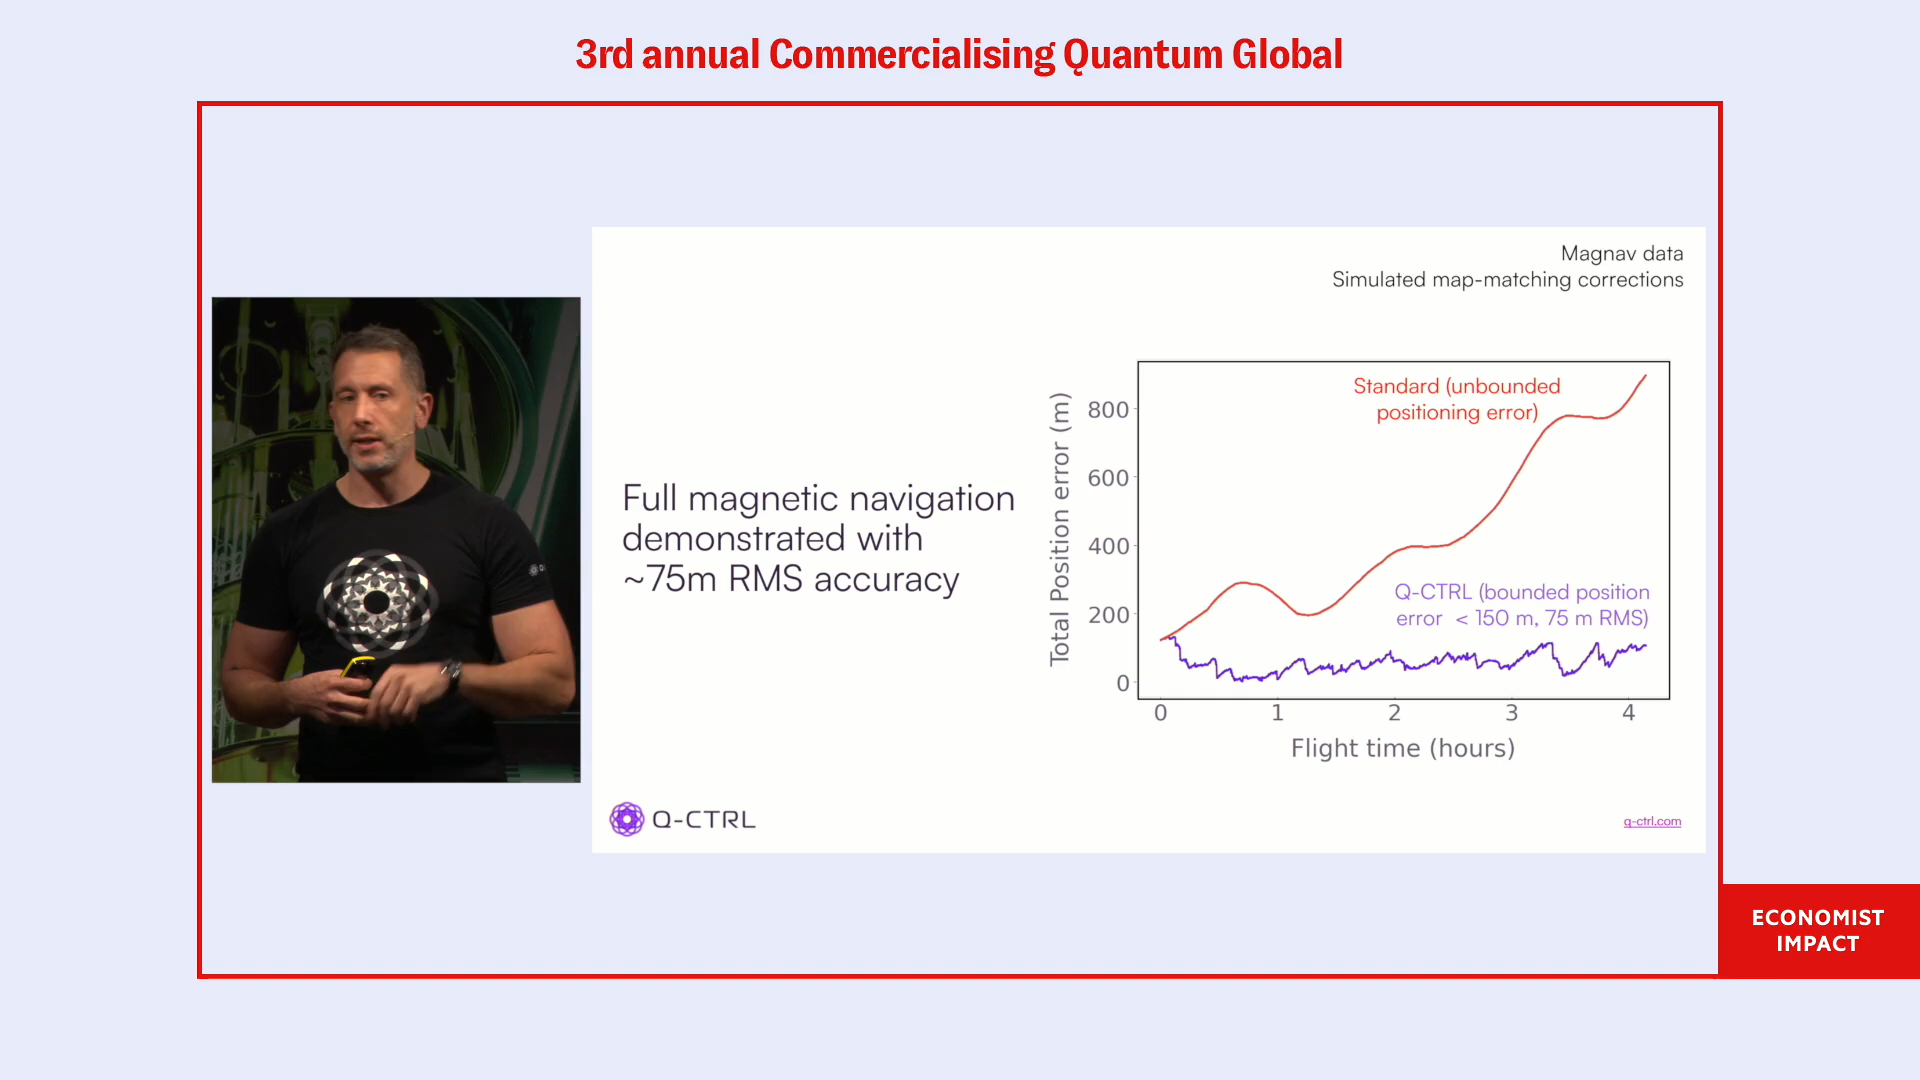 3rd annual Commercialising Quantum Global
Magnav data
Simulated map-matching corrections
Full magnetic navigation
demonstrated with
~75m RMS accuracy
Total Position error (m)
800
600
400
200
0
Standard (unbounded
positioning error)
Q-CTRL (bounded position
error < 150 m, 75 m RMS)
0 1 2 3 4
Flight time (hours)
Q-CTRL
q-ctrl.com
ECONOMIST
IMPACT